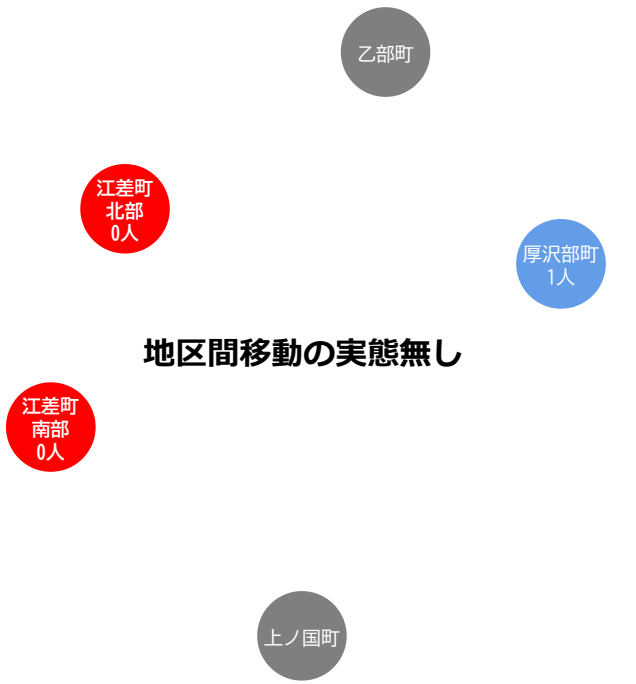 乙部町
江差町
北部
0人
厚沢部町
1人
地区間移動の実態無し
江差町
南部
0人
上ノ国町